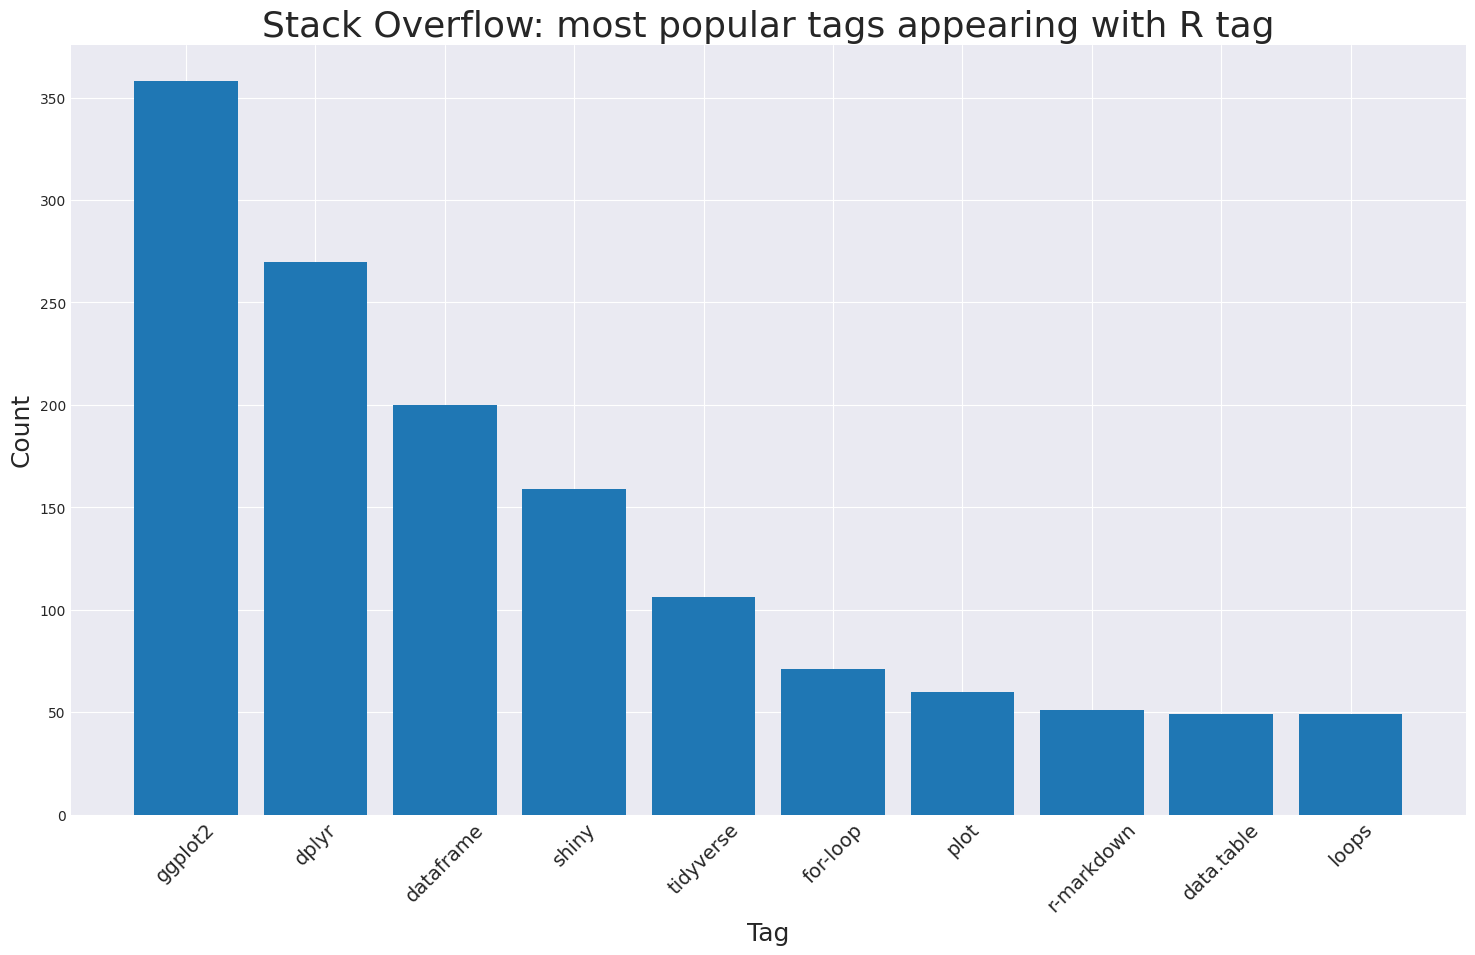 Stack Overflow: most popular tags appearing with R tag
Count
350
300
250
200
150
100
50
0
ggplot2
dplyr
dataframe
shiny
tidyverse
for-loop
plot
r-markdown
data.table
loops
Tag